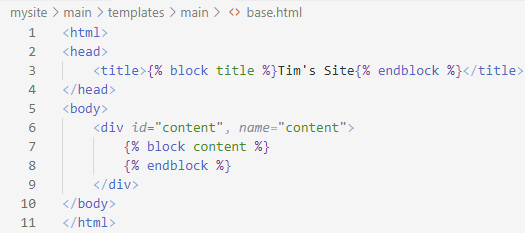 mysite > main > templates > main > <> base.html
1 <html>
2 <head>
3     <title>{% block title %}Tim's Site{% endblock %}</title>
4 </head>
5 <body>
6     <div id="content", name="content">
7         {% block content %}
8         {% endblock %}
9     </div>
10 </body>
11 </html>